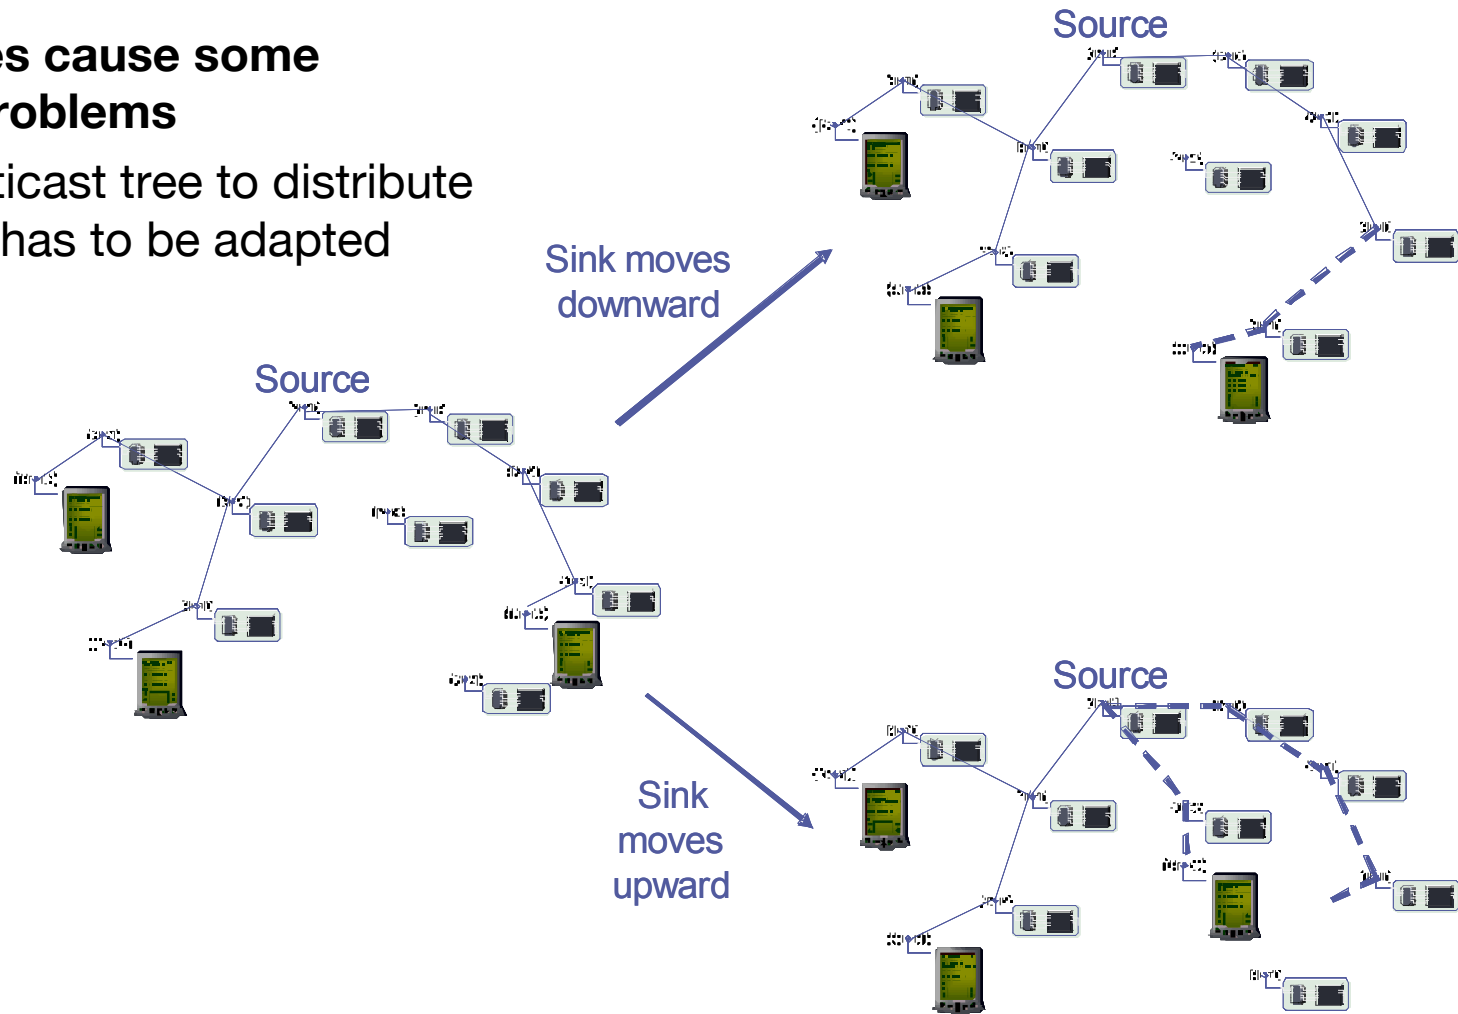 es cause some
roblems
ticast tree to distribute
has to be adapted
Source
Sink moves
downward
Source
Source
Sink
moves
upward